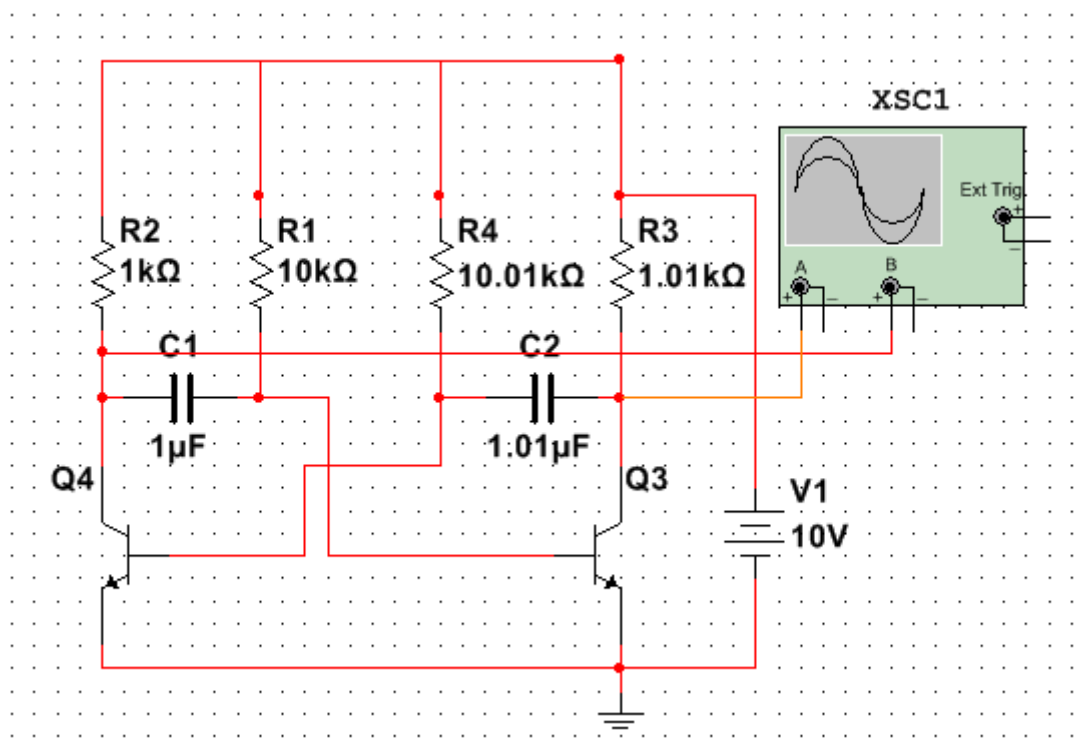 XSC1
Ext Trig
+
_
A
B
+ _
+ _
R2
1kΩ
R1
10kΩ
R4
10.01kΩ
R3
1.01kΩ
C1
1µF
C2
1.01µF
Q4
Q3
V1
10V